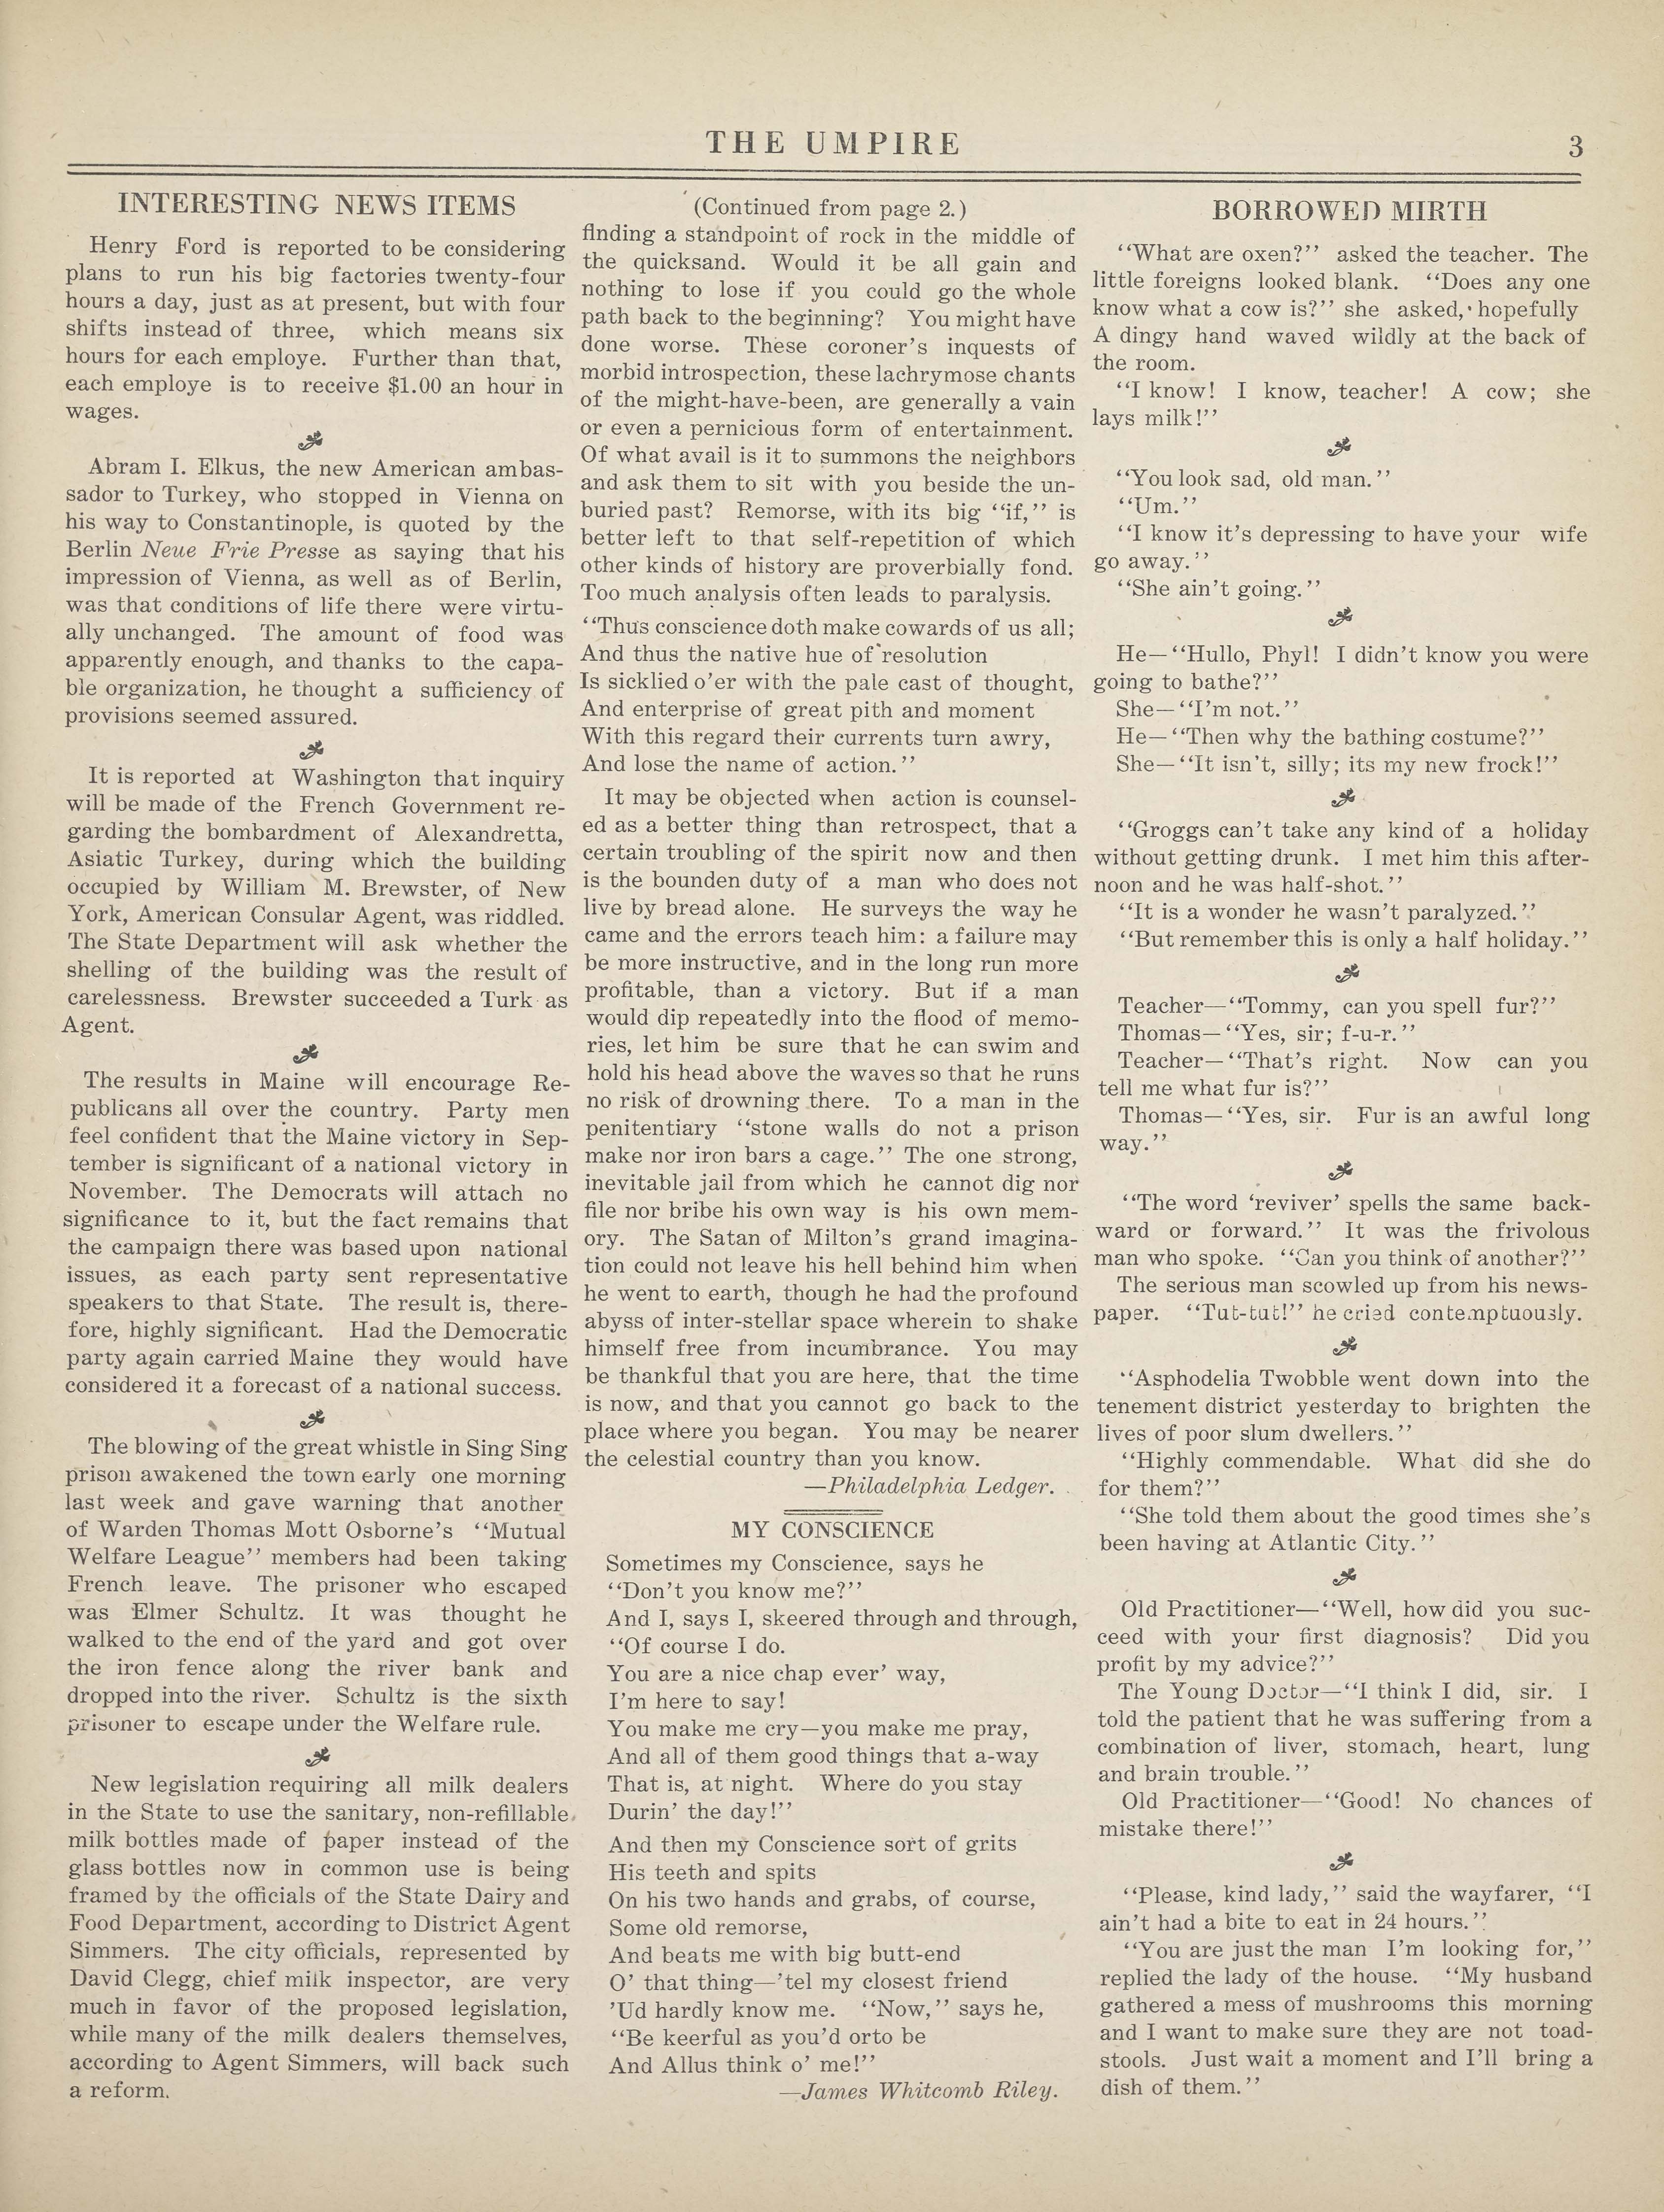 THE UMPIRE
3
INTERESTING NEWS ITEMS
Henry Ford is reported to be considering
plans to run his big factories twenty-four
hours a day, just as at present, but with four
shifts instead of three, which means six
hours for each employe. Further than that,
each employe is to receive $1.00 an hour in
wages.
Abram I. Elkus, the new American ambas-
sador to Turkey, who stopped in Vienna on
his way to Constantinople, is quoted by the
Berlin Neue Frie Presse as saying that his
impression of Vienna, as well as of Berlin,
was that conditions of life there were virtu-
ally unchanged. The amount of food was
apparently enough, and thanks to the capa-
ble organization, he thought a sufficiency of
provisions seemed assured.
It is reported at Washington that inquiry
will be made of the French Government re-
garding the bombardment of Alexandretta,
Asiatic Turkey, during which the building
occupied by William M. Brewster, of New
York, American Consular Agent, was riddled.
The State Department will ask whether the
shelling of the building was the result of
carelessness. Brewster succeeded a Turk as
Agent.
The results in Maine will encourage Re-
publicans all over the country. Party men
feel confident that the Maine victory in Sep-
tember is significant of a national victory in
November. The Democrats will attach no
significance to it, but the fact remains that
the campaign there was based upon national
issues, as each party sent representative
speakers to that State. The result is, there-
fore, highly significant. Had the Democratic
party again carried Maine they would have
considered it a forecast of a national success.
The blowing of the great whistle in Sing Sing
prison awakened the town early one morning
last week and gave warning that another
of Warden Thomas Mott Osborne's ‘‘Mutual
Welfare League’’ members had been taking
French leave. The prisoner who escaped
was Elmer Schultz. It was thought he
walked to the end of the yard and got over
the iron fence along the river bank and
dropped into the river. Schultz is the sixth
prisoner to escape under the Welfare rule.
New legislation requiring all milk dealers
in the State to use the sanitary, non-refillable
milk bottles made of paper instead of the
glass bottles now in common use is being
framed by the officials of the State Dairy and
Food Department, according to District Agent
Simmers. The city officials, represented by
David Clegg, chief milk inspector, are very
much in favor of the proposed legislation,
while many of the milk dealers themselves,
according to Agent Simmers, will back such
a reform.
(Continued from page 2.)
finding a standpoint of rock in the middle of
the quicksand. Would it be all gain and
nothing to lose if you could go the whole
path back to the beginning? You might have
done worse. These coroner's inquests of
morbid introspection, these lachrymose chants
of the might-have-been, are generally a vain
or even a pernicious form of entertainment.
Of what avail is it to summons the neighbors
and ask them to sit with you beside the un-
buried past? Remorse, with its big ‘‘if,’’ is
better left to that self-repetition of which
other kinds of history are proverbially fond.
Too much analysis often leads to paralysis.
‘‘Thus conscience doth make cowards of us all;
And thus the native hue of resolution
Is sicklied o'er with the pale cast of thought,
And enterprise of great pith and moment
With this regard their currents turn awry,
And lose the name of action.’’
It may be objected when action is counsel-
ed as a better thing than retrospect, that a
certain troubling of the spirit now and then
is the bounden duty of a man who does not
live by bread alone. He surveys the way he
came and the errors teach him: a failure may
be more instructive, and in the long run more
profitable, than a victory. But if a man
would dip repeatedly into the flood of memo-
ries, let him be sure that he can swim and
hold his head above the waves so that he runs
no risk of drowning there. To a man in the
penitentiary ‘‘stone walls do not a prison
make nor iron bars a cage.’’ The one strong,
inevitable jail from which he cannot dig nor
file nor bribe his own way is his own mem-
ory. The Satan of Milton's grand imagina-
tion could not leave his hell behind him when
he went to earth, though he had the profound
abyss of inter-stellar space wherein to shake
himself free from incumbrance. You may
be thankful that you are here, that the time
is now, and that you cannot go back to the
place where you began. You may be nearer
the celestial country than you know.
—Philadelphia Ledger.
MY CONSCIENCE
Sometimes my Conscience, says he
‘‘Don't you know me?’’
And I, says I, skeered through and through,
‘‘Of course I do.
You are a nice chap ever' way,
I'm here to say!
You make me cry—you make me pray,
And all of them good things that a-way
That is, at night. Where do you stay
Durin' the day!’’
And then my Conscience sort of grits
His teeth and spits
On his two hands and grabs, of course,
Some old remorse,
And beats me with big butt-end
O' that thing—'tel my closest friend
'Ud hardly know me. ‘‘Now,’’ says he,
‘‘Be keerful as you'd orto be
And Allus think o' me!’’
—James Whitcomb Riley.
BORROWED MIRTH
‘‘What are oxen?’’ asked the teacher. The
little foreigns looked blank. ‘‘Does any one
know what a cow is?’’ she asked, hopefully
A dingy hand waved wildly at the back of
the room.
‘‘I know! I know, teacher! A cow; she
lays milk!’’
‘‘You look sad, old man.’’
‘‘Um.’’
‘‘I know it's depressing to have your wife
go away.’’
‘‘She ain't going.’’
He—‘‘Hullo, Phyl! I didn't know you were
going to bathe?’’
She—‘‘I'm not.’’
He—‘‘Then why the bathing costume?’’
She—‘‘It isn't, silly; its my new frock!’’
‘‘Groggs can't take any kind of a holiday
without getting drunk. I met him this after-
noon and he was half-shot.’’
‘‘It is a wonder he wasn't paralyzed.’’
‘‘But remember this is only a half holiday.’’
Teacher—‘‘Tommy, can you spell fur?’’
Thomas—‘‘Yes, sir; f-u-r.’’
Teacher—‘‘That's right. Now can you
tell me what fur is?’’
Thomas—‘‘Yes, sir. Fur is an awful long
way.’’
‘‘The word ‘reviver’ spells the same back-
ward or forward.’’ It was the frivolous
man who spoke. ‘‘Can you think of another?’’
The serious man scowled up from his news-
paper. ‘‘Tut-tut!’’ he cried contemptuously.
‘‘Asphodelia Twobble went down into the
tenement district yesterday to brighten the
lives of poor slum dwellers.’’
‘‘Highly commendable. What did she do
for them?’’
‘‘She told them about the good times she's
been having at Atlantic City.’’
Old Practitioner—‘‘Well, how did you suc-
ceed with your first diagnosis? Did you
profit by my advice?’’
The Young Doctor—‘‘I think I did, sir. I
told the patient that he was suffering from a
combination of liver, stomach, heart, lung
and brain trouble.’’
Old Practitioner—‘‘Good! No chances of
mistake there!’’
‘‘Please, kind lady,’’ said the wayfarer, ‘‘I
ain't had a bite to eat in 24 hours.’’
‘‘You are just the man I'm looking for,’’
replied the lady of the house. ‘‘My husband
gathered a mess of mushrooms this morning
and I want to make sure they are not toad-
stools. Just wait a moment and I'll bring a
dish of them.’’